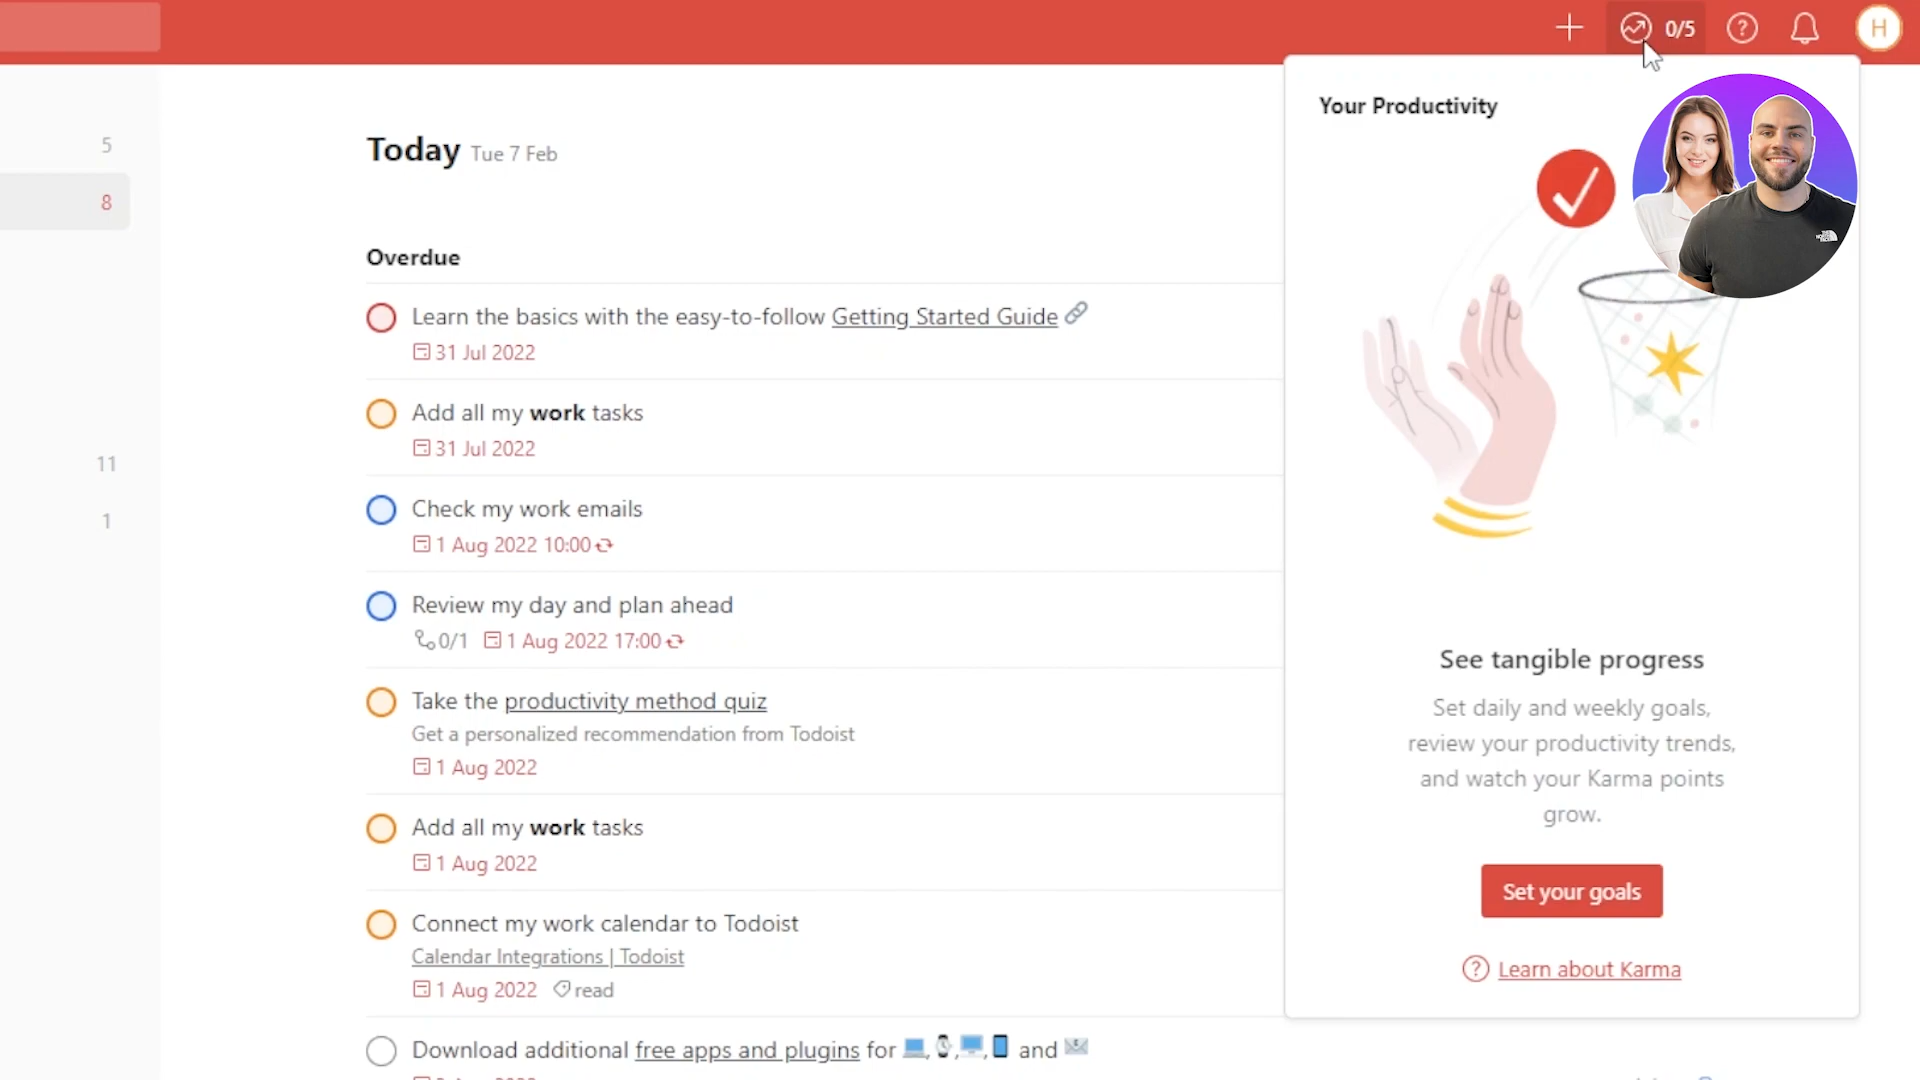 0/5
H
Your Productivity
5
8
11
1
Today Tue 7 Feb
Overdue
Learn the basics with the easy-to-follow Getting Started Guide
31 Jul 2022
Add all my work tasks
31 Jul 2022
Check my work emails
1 Aug 2022 10:00
Review my day and plan ahead
0/1 1 Aug 2022 17:00
Take the productivity method quiz
Get a personalized recommendation from Todoist
1 Aug 2022
Add all my work tasks
1 Aug 2022
Connect my work calendar to Todoist
Calendar Integrations | Todoist
1 Aug 2022 read
Download additional free apps and plugins for , , , and
See tangible progress
Set daily and weekly goals,
review your productivity trends,
and watch your Karma points
grow.
Set your goals
Learn about Karma
THE NORTH FACE